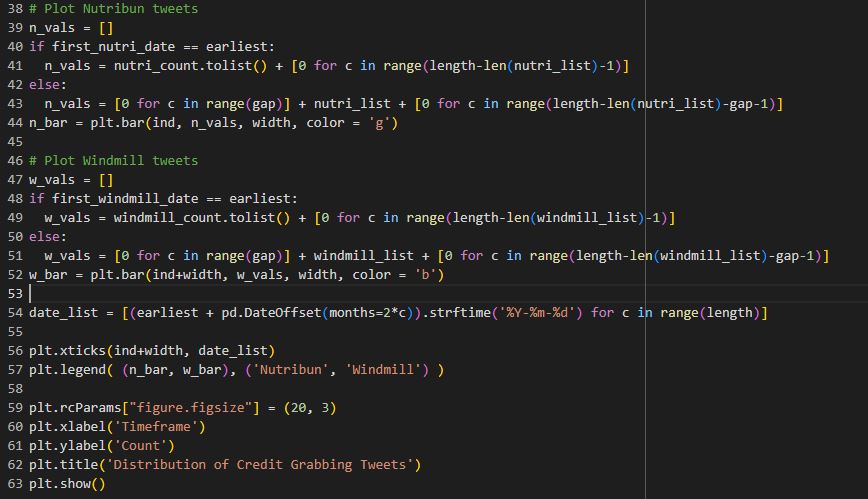 38 # Plot Nutribun tweets
39 n_vals = []
40 if first_nutri_date == earliest:
41   n_vals = nutri_count.tolist() + [0 for c in range(length-len(nutri_list)-1)]
42 else:
43   n_vals = [0 for c in range(gap)] + nutri_list + [0 for c in range(length-len(nutri_list)-gap-1)]
44 n_bar = plt.bar(ind, n_vals, width, color = 'g')
45
46 # Plot Windmill tweets
47 w_vals = []
48 if first_windmill_date == earliest:
49   w_vals = windmill_count.tolist() + [0 for c in range(length-len(windmill_list)-1)]
50 else:
51   w_vals = [0 for c in range(gap)] + windmill_list + [0 for c in range(length-len(windmill_list)-gap-1)]
52 w_bar = plt.bar(ind+width, w_vals, width, color = 'b')
53
54 date_list = [(earliest + pd.DateOffset(months=2*c)).strftime('%Y-%m-%d') for c in range(length)]
55
56 plt.xticks(ind+width, date_list)
57 plt.legend( (n_bar, w_bar), ('Nutribun', 'Windmill') )
58
59 plt.rcParams["figure.figsize"] = (20, 3)
60 plt.xlabel('Timeframe')
61 plt.ylabel('Count')
62 plt.title('Distribution of Credit Grabbing Tweets')
63 plt.show()